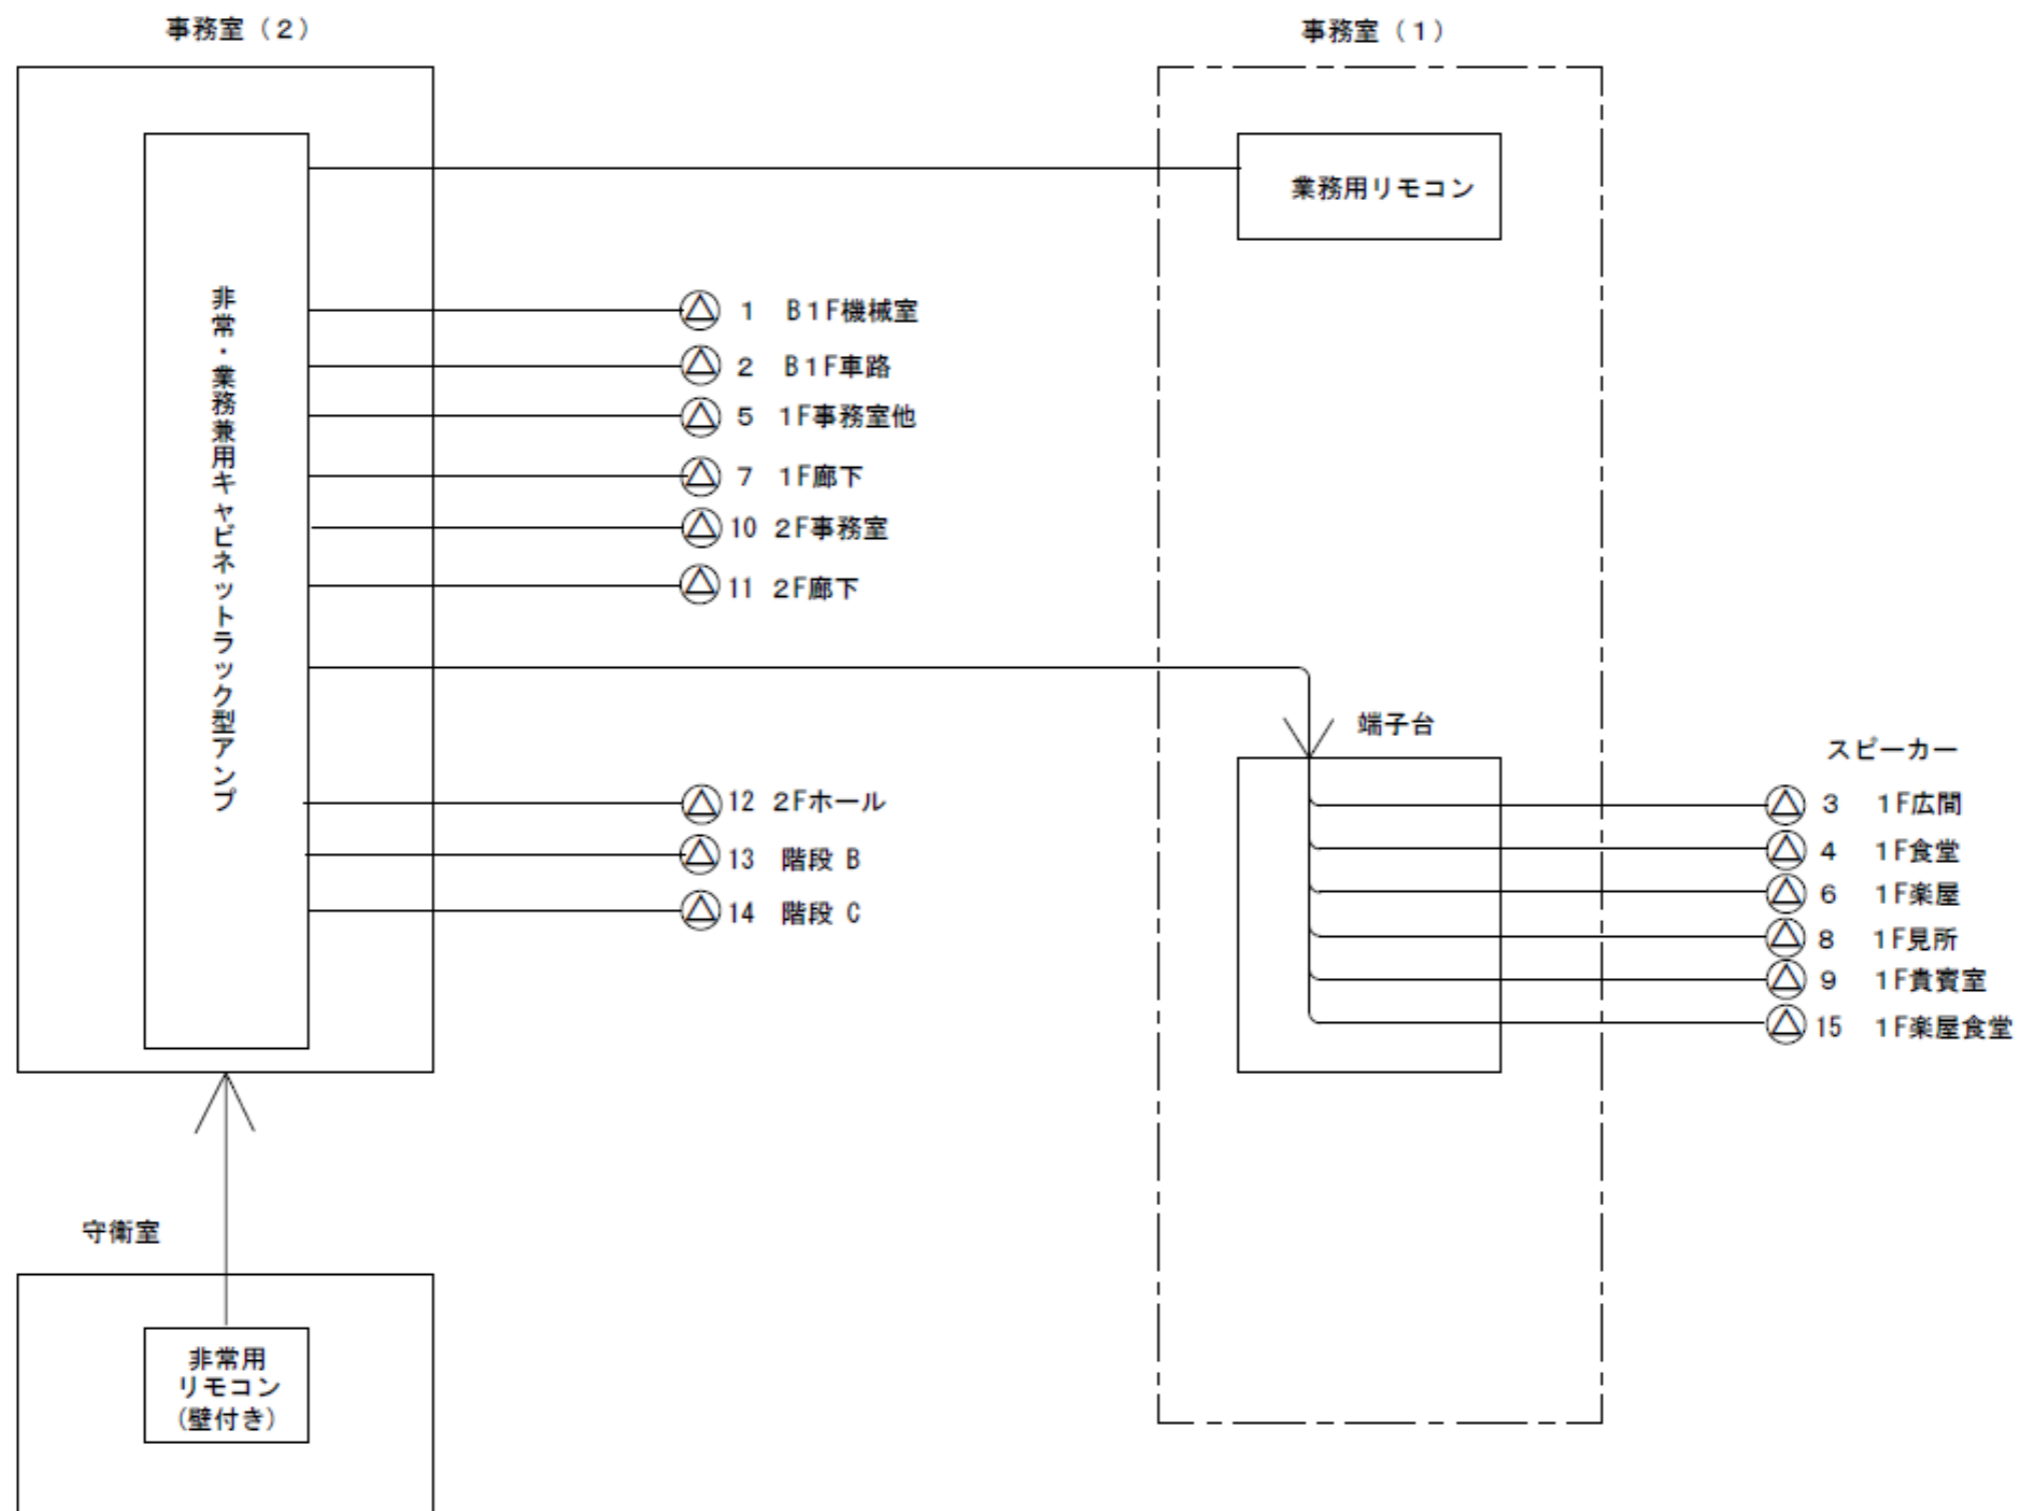 事務室（２）
事務室（１）
業務用リモコン
非常・業務兼用キャビネットラック型アンプ
１ Ｂ１Ｆ機械室
２ Ｂ１Ｆ車路
５ １Ｆ事務室他
７ １Ｆ廊下
10 ２Ｆ事務室
11 ２Ｆ廊下
端子台
スピーカー
12 ２Ｆホール
13 階段 B
14 階段 C
３ １Ｆ広間
４ １Ｆ食堂
６ １Ｆ楽屋
８ １Ｆ見所
９ １Ｆ貴賓室
15 １Ｆ楽屋食堂
守衛室
非常用
リモコン
(壁付き)